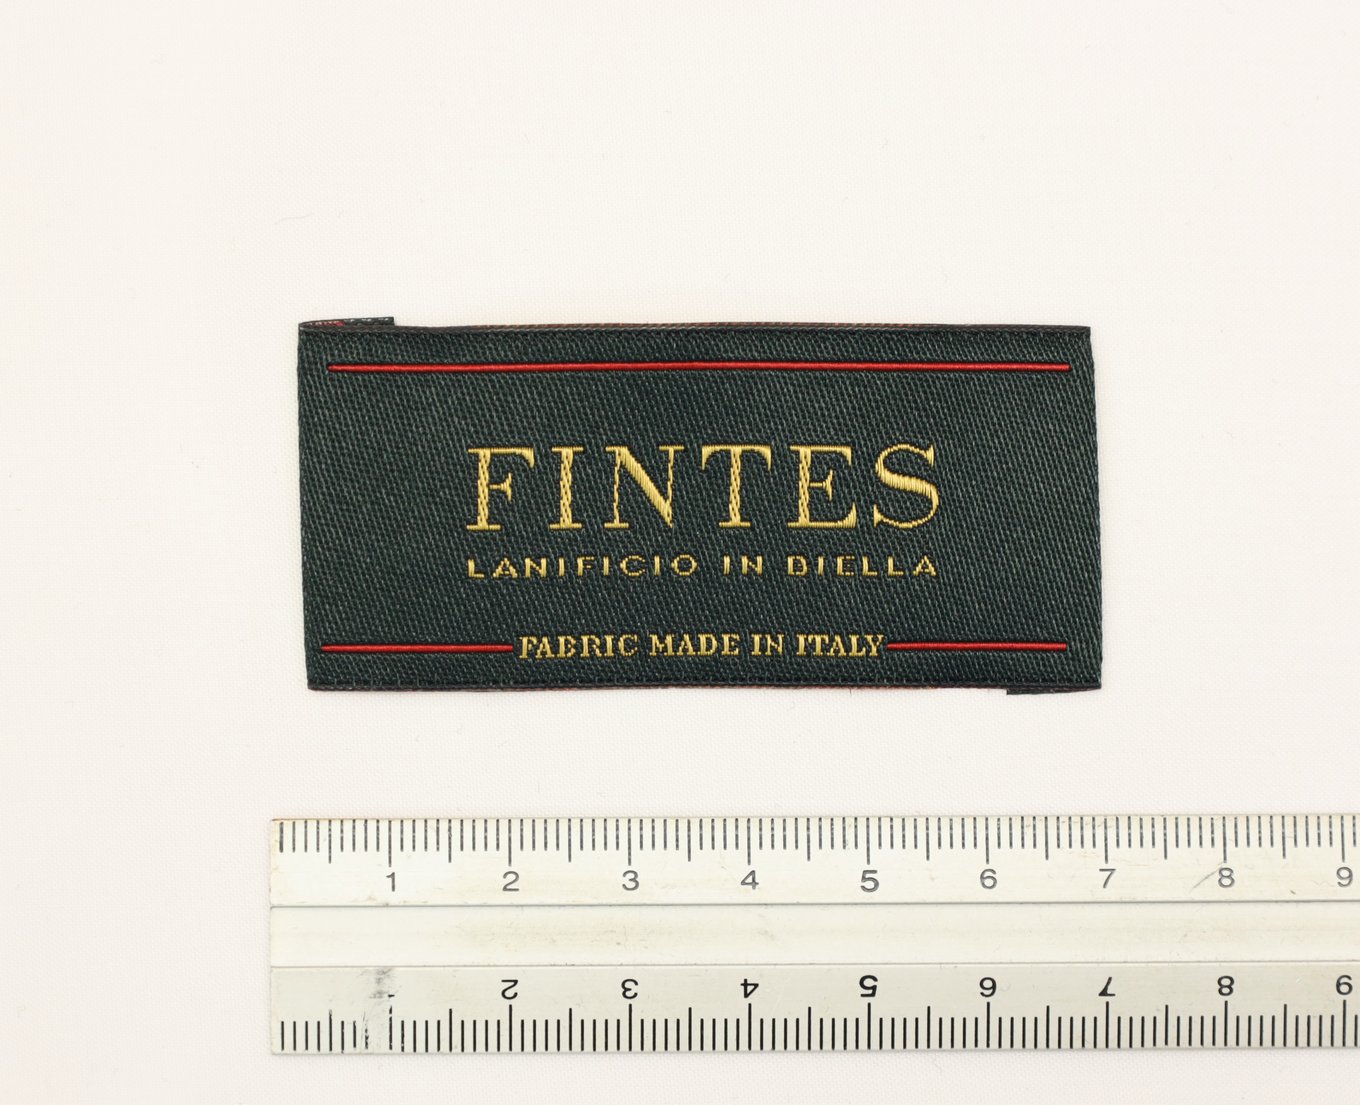 FINTES
LANIFICIO IN BIELLA
FABRIC MADE IN ITALY
1 2 3 4 5 6 7 8 9
2 3 4 5 6 7 8 9